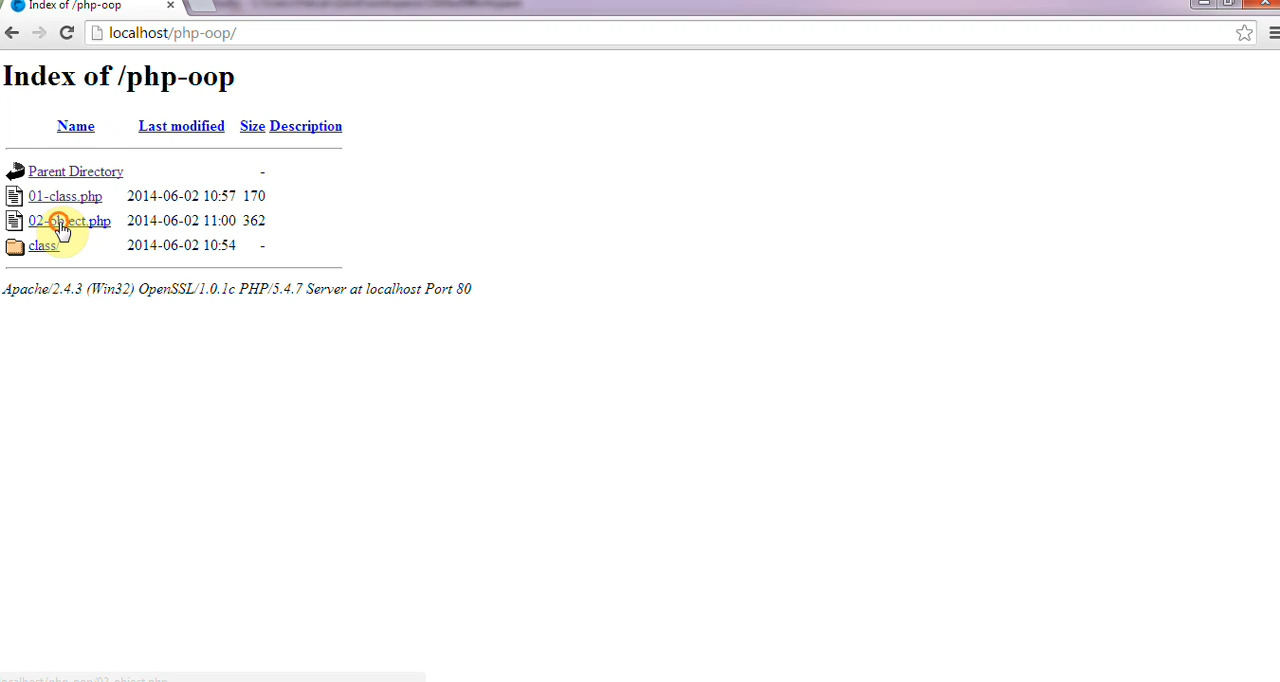 Index of /php-oop
localhost/php-oop/
Index of /php-oop
Name Last modified Size Description
Parent Directory -
01-class.php 2014-06-02 10:57 170
02-object.php 2014-06-02 11:00 362
class/ 2014-06-02 10:54 -
Apache/2.4.3 (Win32) OpenSSL/1.0.1c PHP/5.4.7 Server at localhost Port 80